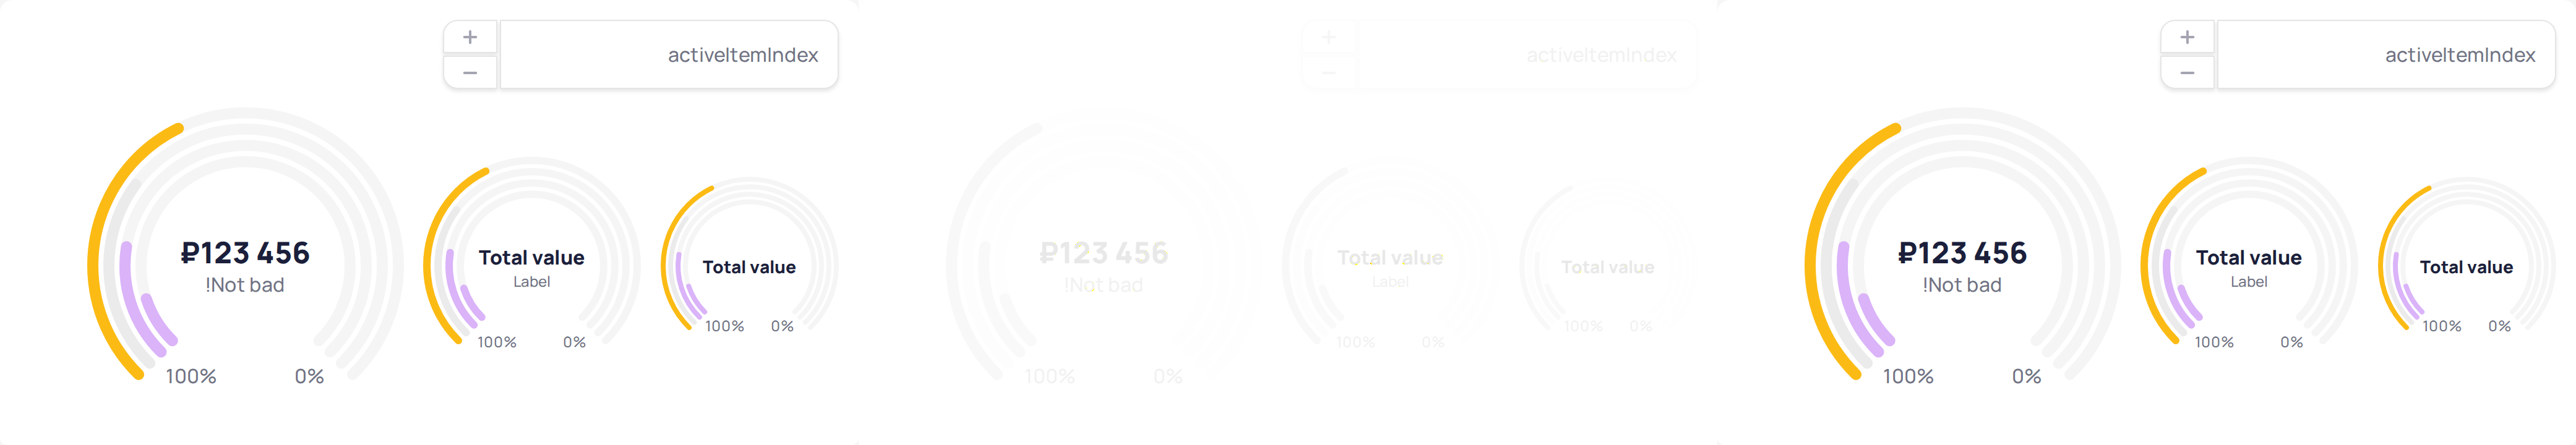 activeItemIndex
₽123 456
!Not bad
100% 0%
Total value
Label
100% 0%
Total value
100% 0%
activeItemIndex
₽123 456
!Not bad
100% 0%
Total value
Label
100% 0%
Total value
100% 0%
activeItemIndex
₽123 456
!Not bad
100% 0%
Total value
Label
100% 0%
Total value
100% 0%